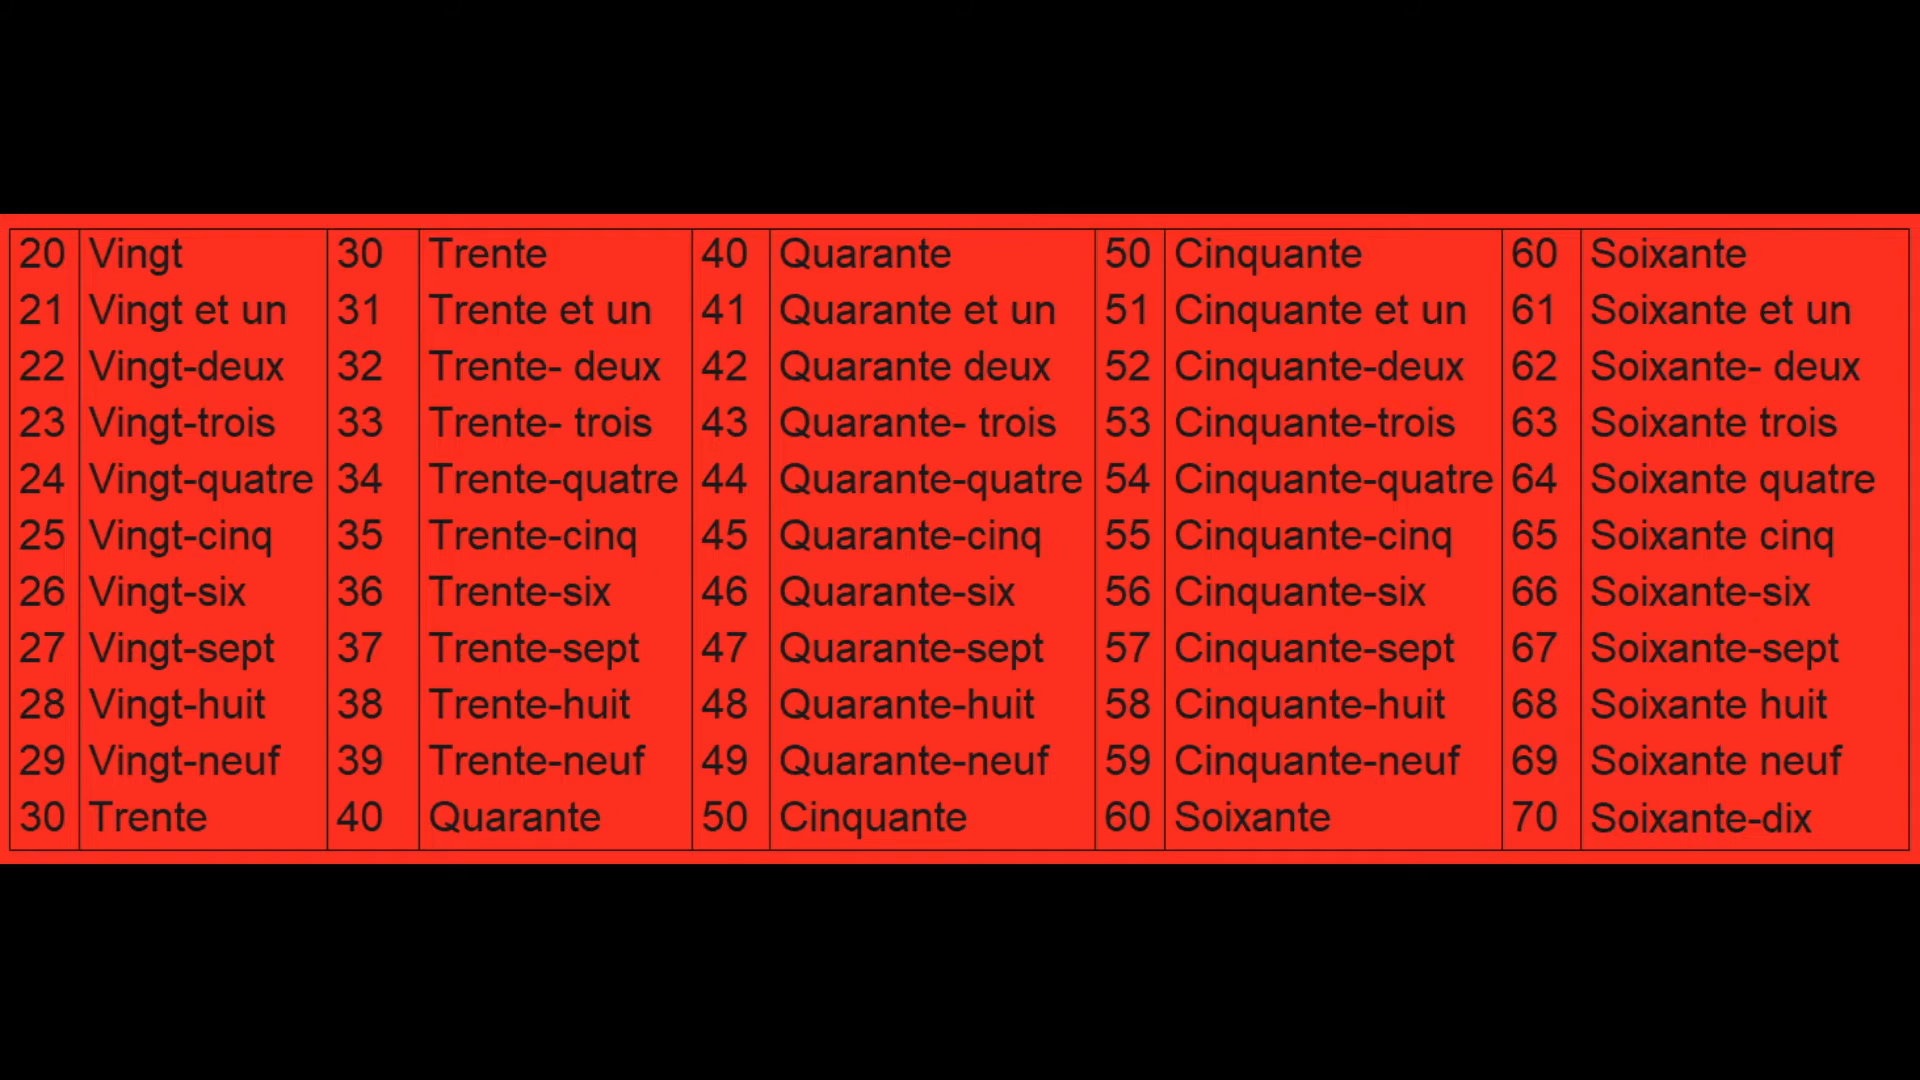 20 Vingt 30 Trente 40 Quarante 50 Cinquante 60 Soixante
21 Vingt et un 31 Trente et un 41 Quarante et un 51 Cinquante et un 61 Soixante et un
22 Vingt-deux 32 Trente- deux 42 Quarante deux 52 Cinquante-deux 62 Soixante- deux
23 Vingt-trois 33 Trente- trois 43 Quarante- trois 53 Cinquante-trois 63 Soixante trois
24 Vingt-quatre 34 Trente-quatre 44 Quarante-quatre 54 Cinquante-quatre 64 Soixante quatre
25 Vingt-cinq 35 Trente-cinq 45 Quarante-cinq 55 Cinquante-cinq 65 Soixante cinq
26 Vingt-six 36 Trente-six 46 Quarante-six 56 Cinquante-six 66 Soixante-six
27 Vingt-sept 37 Trente-sept 47 Quarante-sept 57 Cinquante-sept 67 Soixante-sept
28 Vingt-huit 38 Trente-huit 48 Quarante-huit 58 Cinquante-huit 68 Soixante huit
29 Vingt-neuf 39 Trente-neuf 49 Quarante-neuf 59 Cinquante-neuf 69 Soixante neuf
30 Trente 40 Quarante 50 Cinquante 60 Soixante 70 Soixante-dix